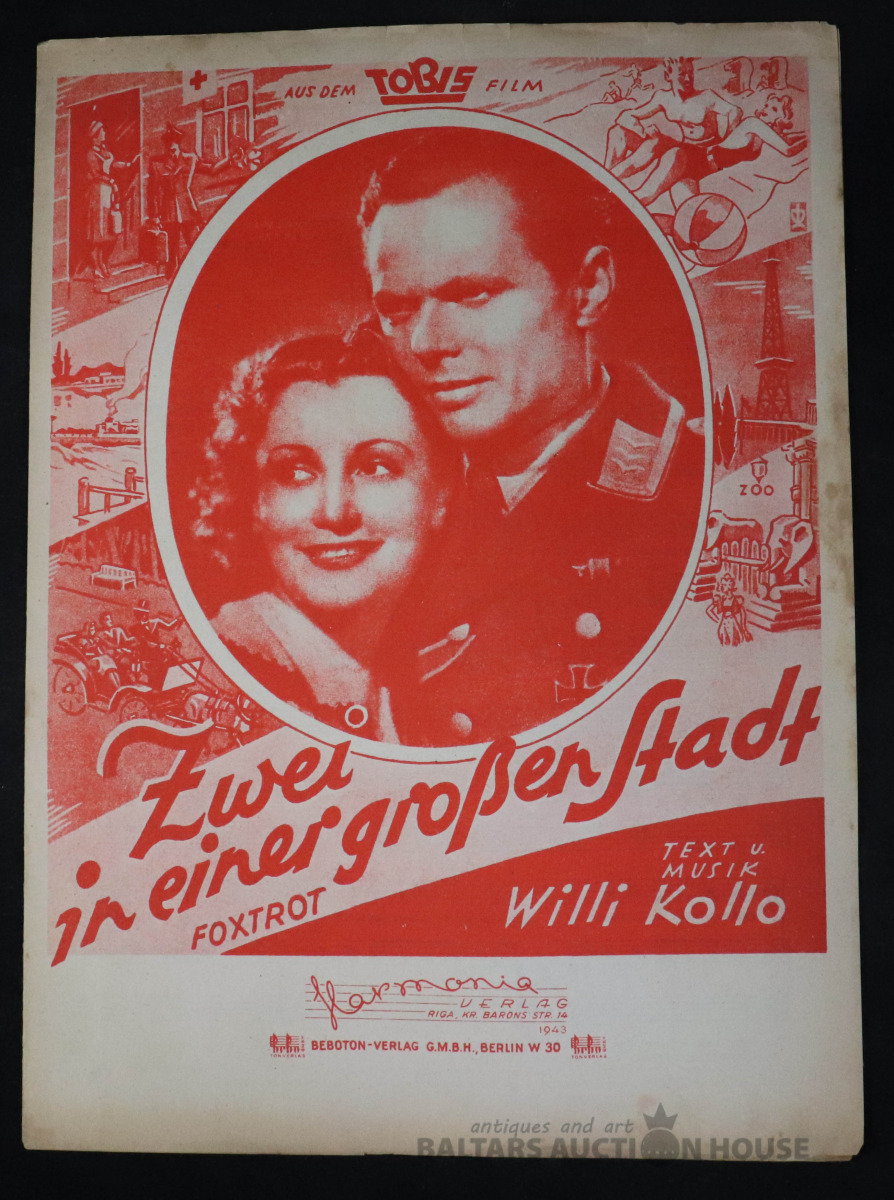 AUS DEM TOBIS FILM
ZOO
Zwei
in einer großen Stadt
FOXTROT
TEXT U.
MUSIK
Willi Kollo
Harmonia
VERLAG
RIGA, KR. BARONS STR. 14
1943
BEBOTON-VERLAG G.M.B.H., BERLIN W 30
antiques and art
BALTARS AUCTION HOUSE